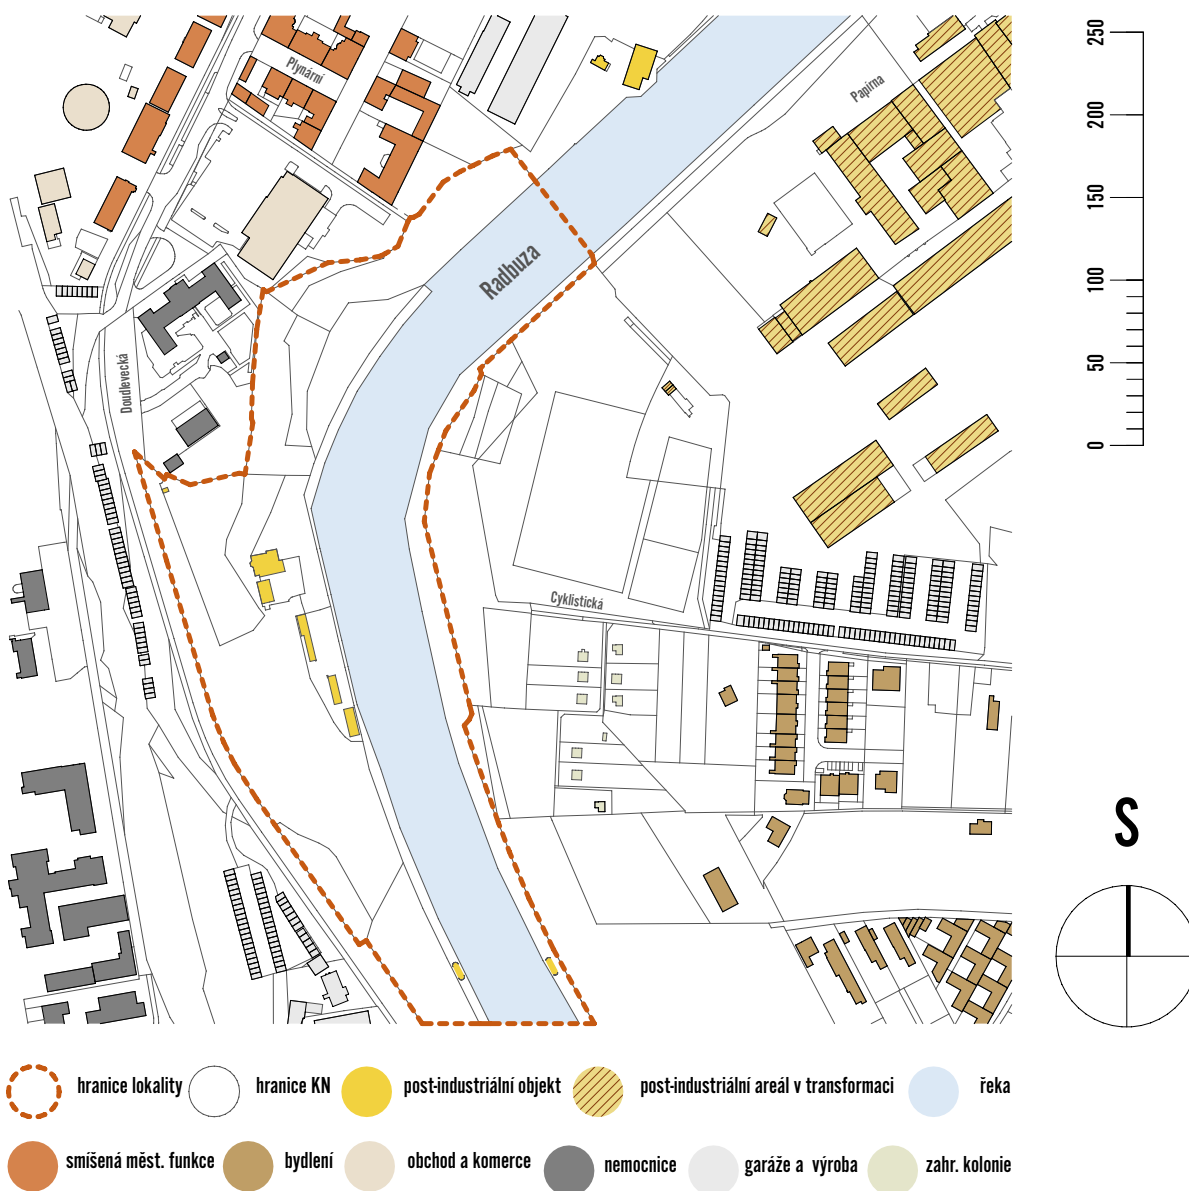 Plynární
Papírna
Radbuza
Doudlevecká
Cyklistická
250
200
150
100
50
0
S
hranice lokality
hranice KN
post-industriální objekt
post-industriální areál v transformaci
řeka
smíšená měst. funkce
bydlení
obchod a komerce
nemocnice
garáže a výroba
zahr. kolonie